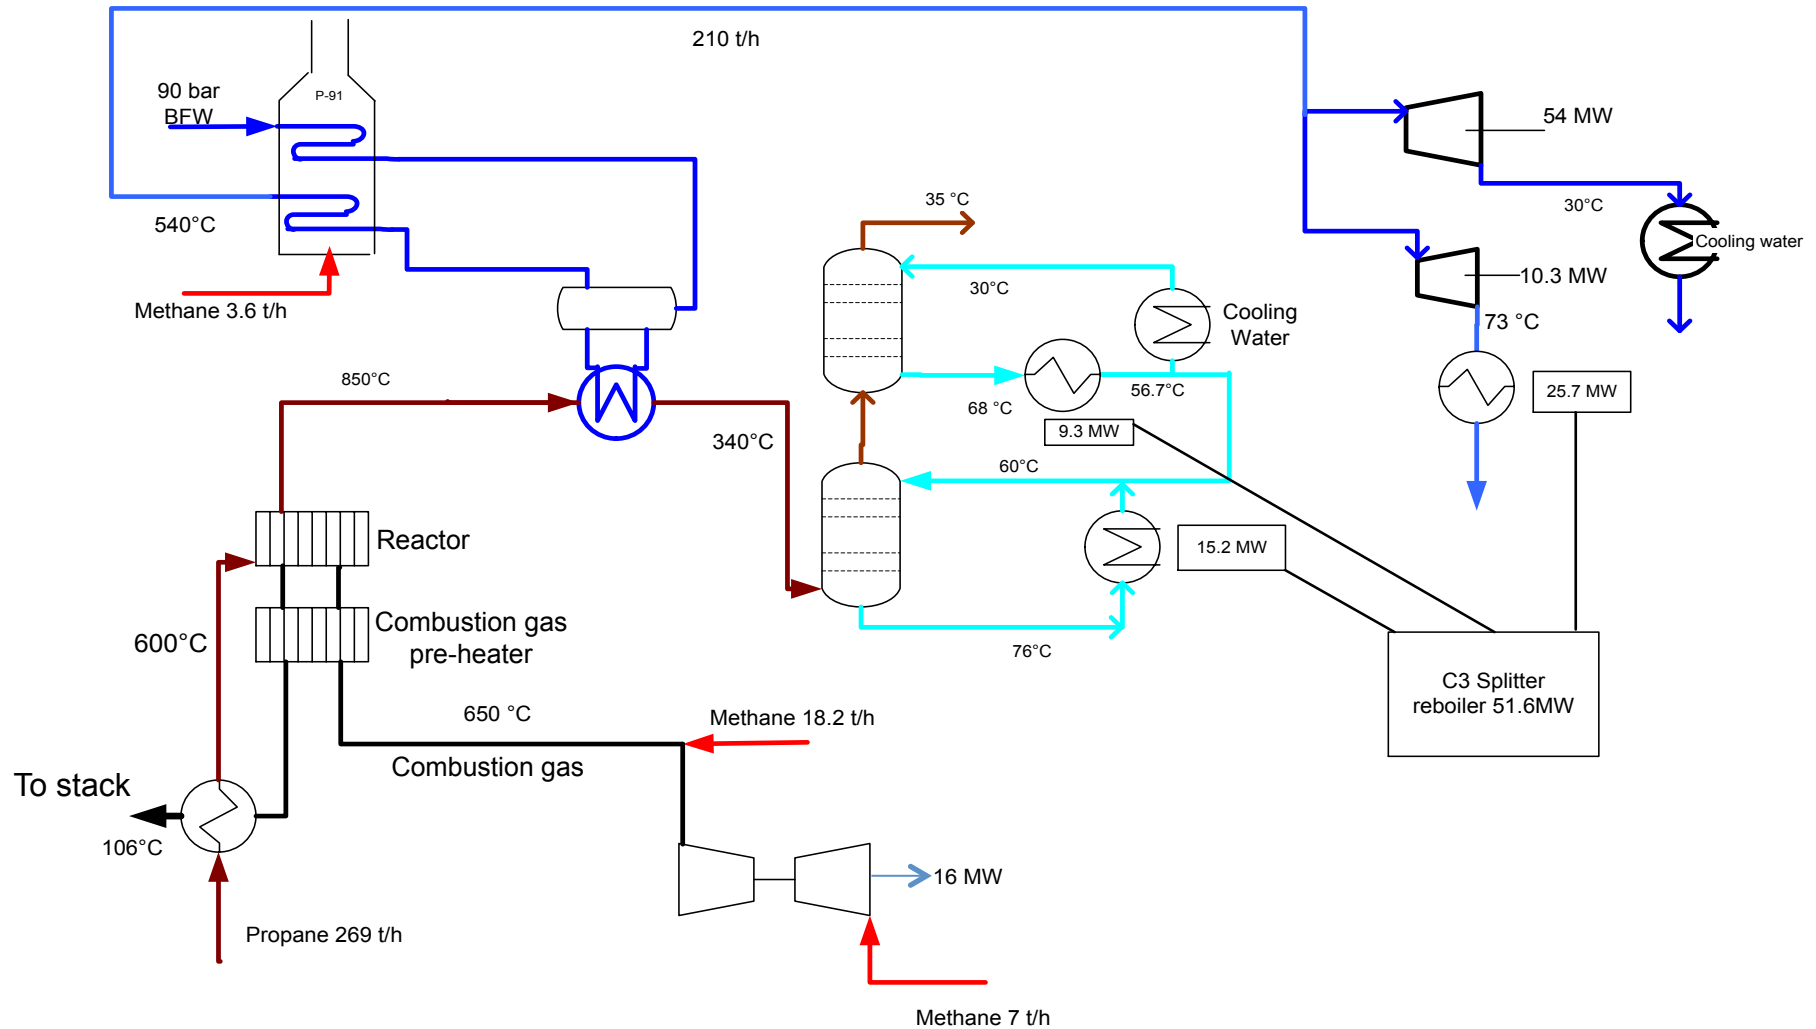 210 t/h
P-91
90 bar
BFW
54 MW
35 °C
30°C
540°C
Cooling water
10.3 MW
30°C
Methane 3.6 t/h
Cooling
Water
73 °C
850°C
56.7°C
25.7 MW
68 °C
9.3 MW
340°C
60°C
Reactor
15.2 MW
Combustion gas
pre-heater
600°C
76°C
C3 Splitter
reboiler 51.6MW
650 °C
Methane 18.2 t/h
Combustion gas
To stack
106°C
16 MW
Propane 269 t/h
Methane 7 t/h